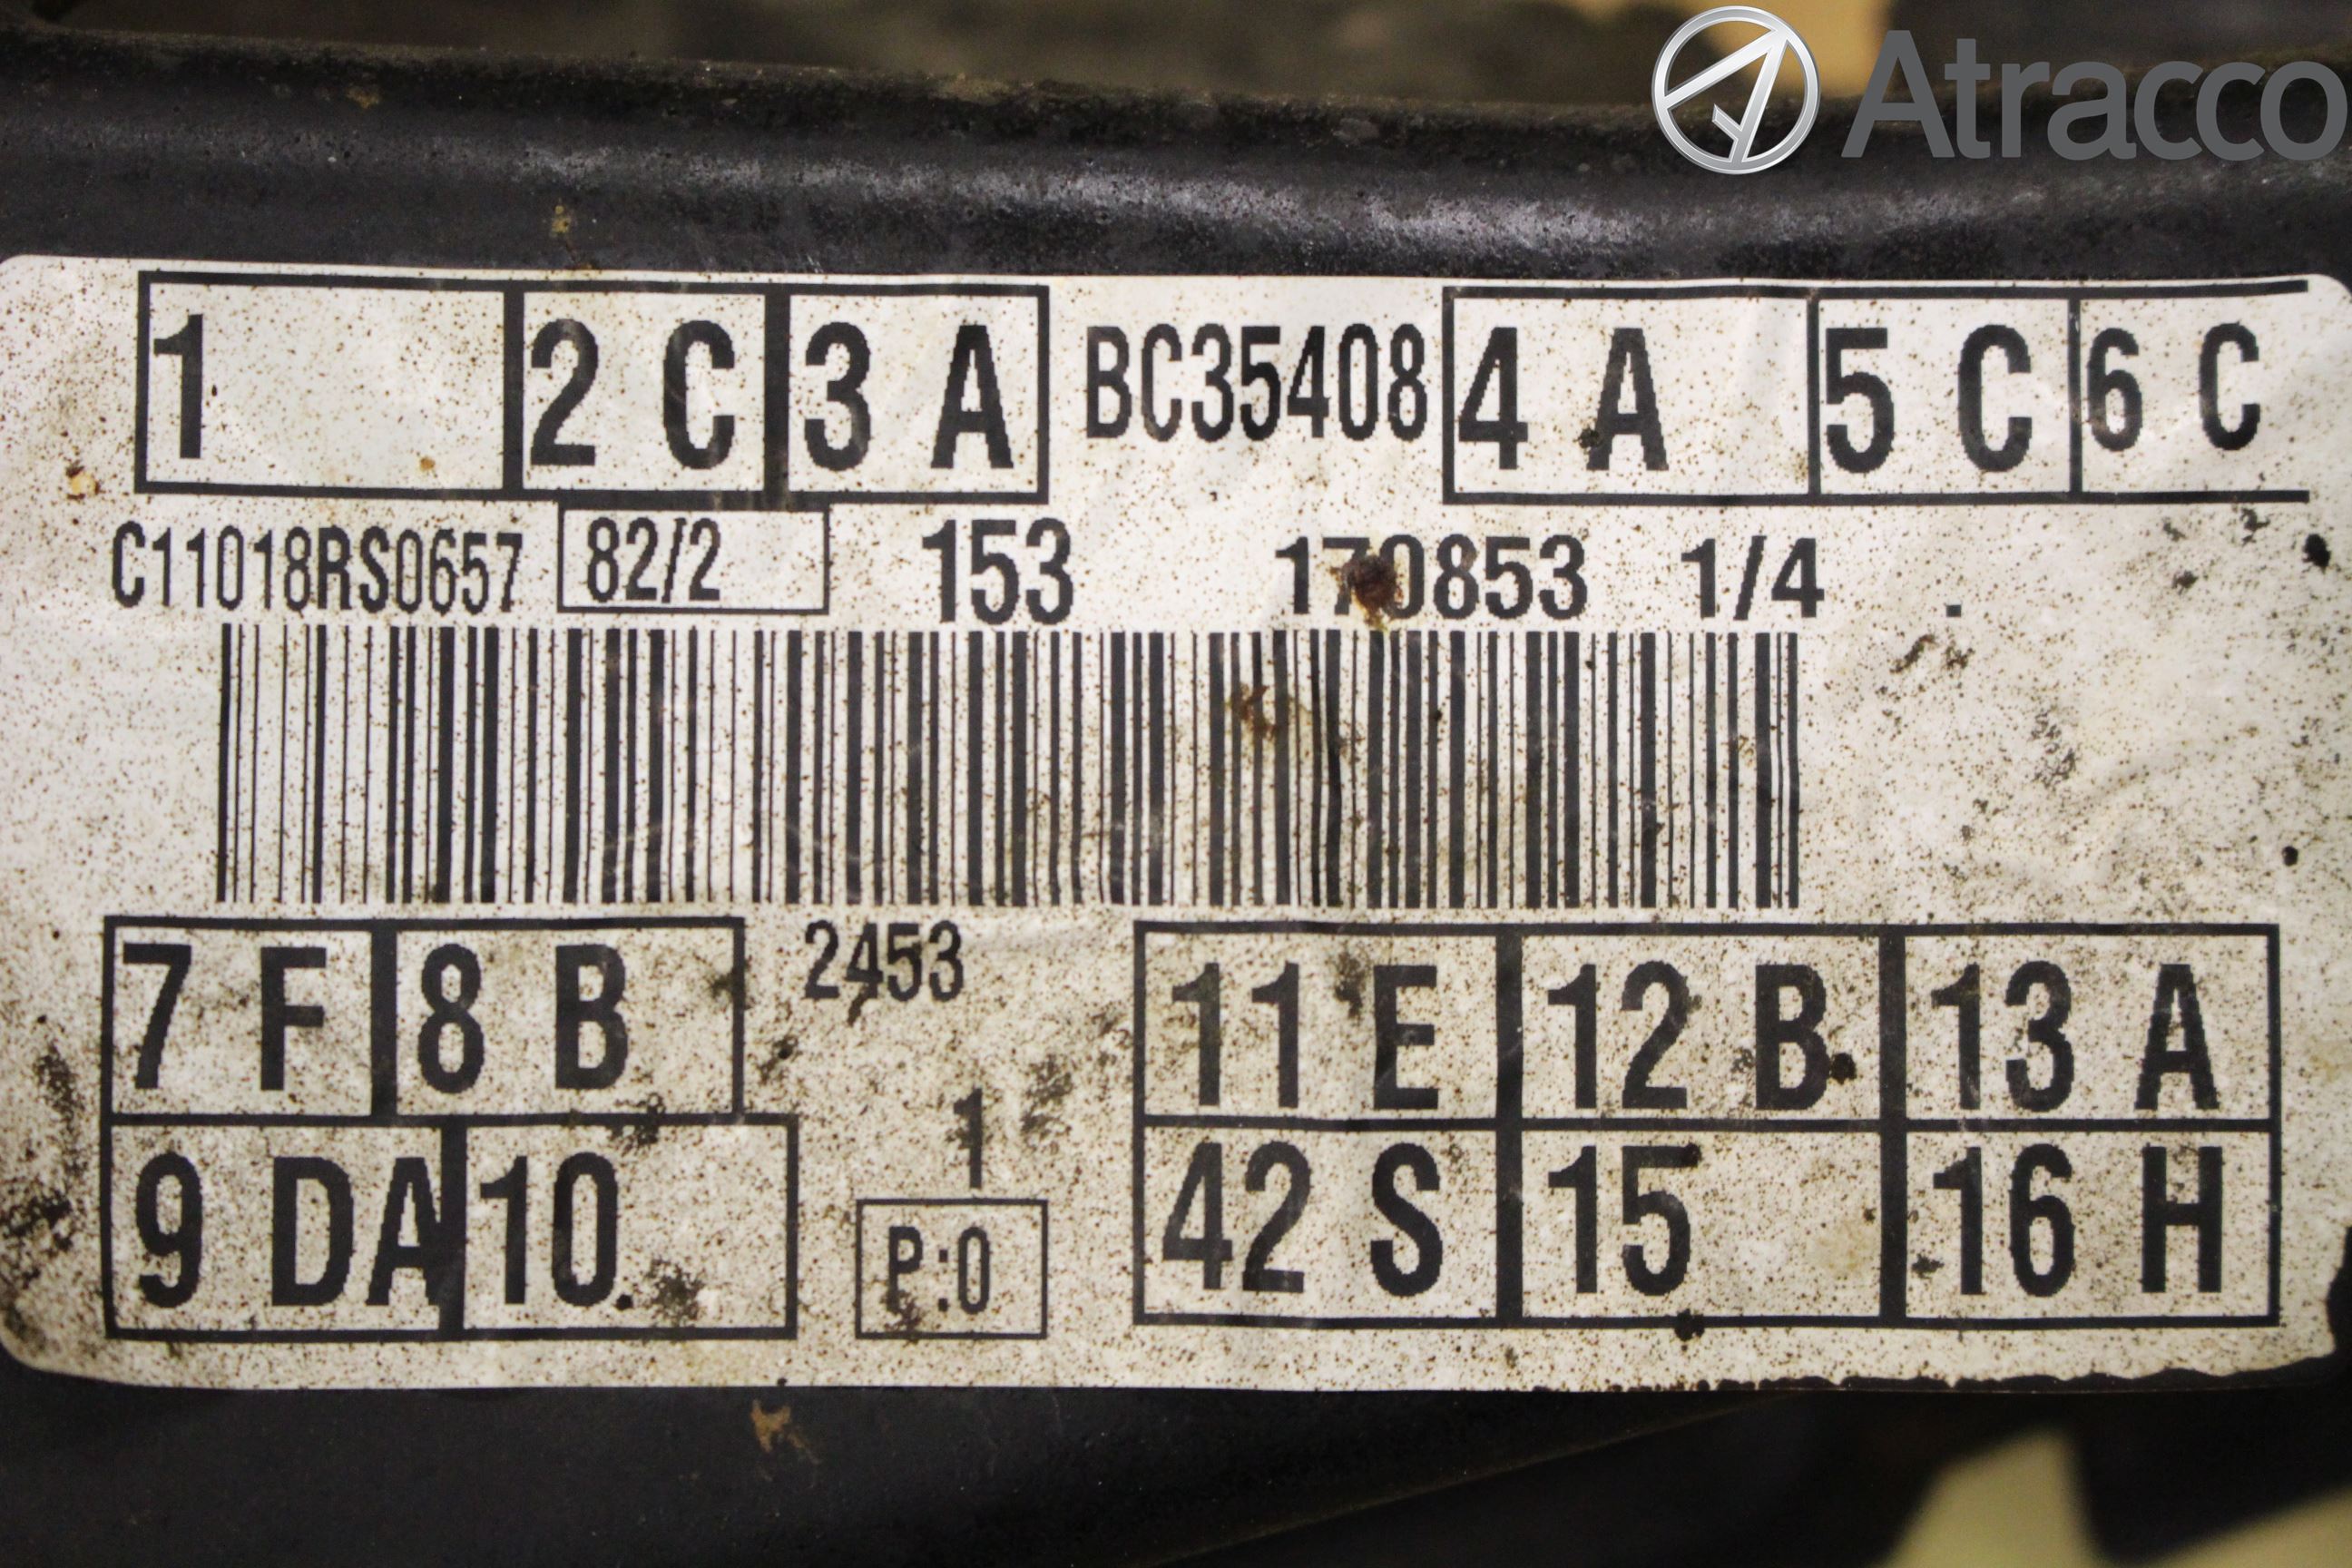 Atracco
1 2 C 3 A BC35408 4 A 5 C 6 C
C11018RS0657 82/2 153 170853 1/4
7 F 8 B 2453 11 E 12 B 13 A
1
9 DA 10 P:0 42 S 15 16 H